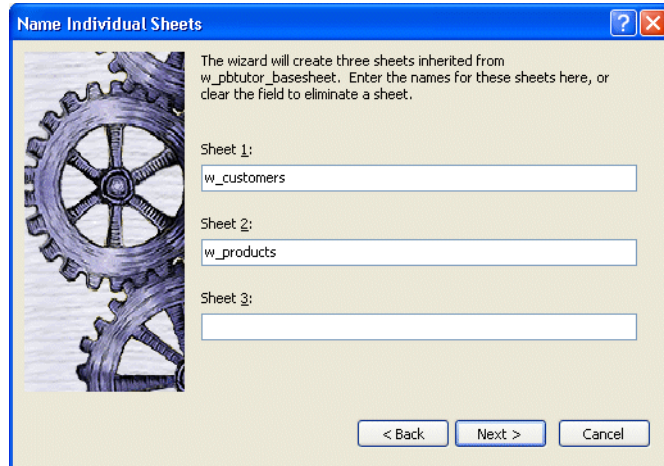 Name Individual Sheets
The wizard will create three sheets inherited from
w_pbtutor_basesheet. Enter the names for these sheets here, or
clear the field to eliminate a sheet.
Sheet 1:
w_customers
Sheet 2:
w_products
Sheet 3:
< Back Next > Cancel